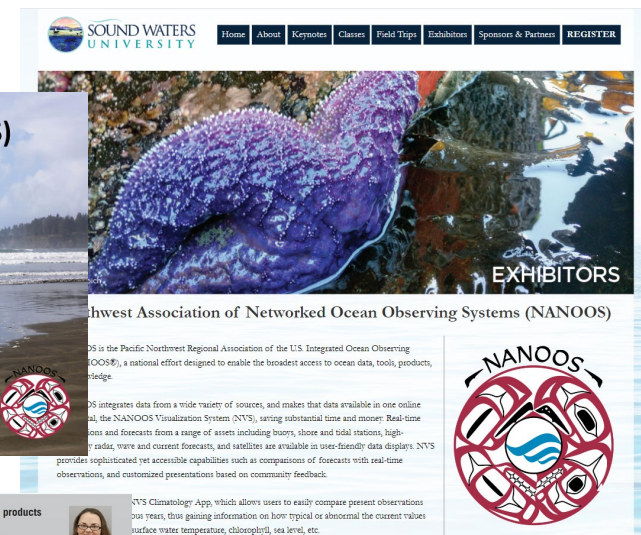 SOUND WATERS
UNIVERSITY
Home About Keynotes Classes Field Trips Exhibitors Sponsors & Partners REGISTER
EXHIBITORS
thwest Association of Networked Ocean Observing Systems (NANOOS)
OS is the Pacific Northwest Regional Association of the U.S. Integrated Ocean Observing
IOOS®), a national effort designed to enable the broadest access to ocean data, tools, products,
wledge.
OS integrates data from a wide variety of sources, and makes that data available in one online
al, the NANOOS Visualization System (NVS), saving substantial time and money. Real-time
ions and forecasts from a range of assets including buoys, shore and tidal stations, high-
y radar, wave and current forecasts, and satellites are available in user-friendly data displays. NVS
provides sophisticated yet accessible capabilities such as comparisons of forecasts with real-time
observations, and customized presentations based on community feedback.
NVS Climatology App, which allows users to easily compare present observations
ous years, thus gaining information on how typical or abnormal the current values
surface water temperature, chlorophyll, sea level, etc.
NANOOS
S)
NANOOS
products